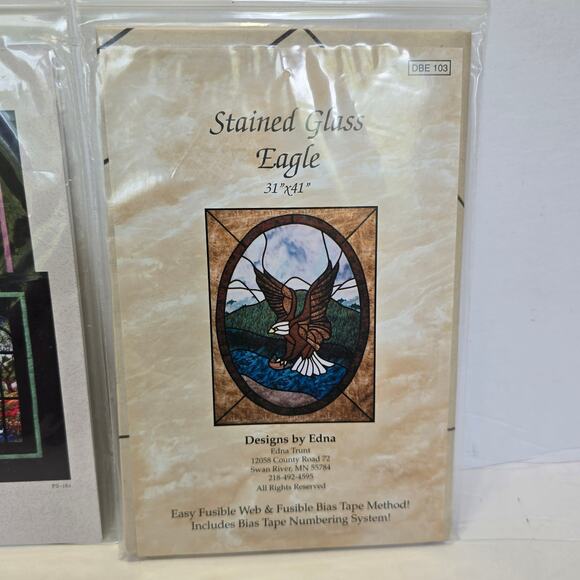 DBE 103
Stained Glass
Eagle
31"x41"
Designs by Edna
Edna Trunt
12058 County Road 72
Swan River, MN 55784
218-492-4595
All Rights Reserved
Easy Fusible Web & Fusible Bias Tape Method!
Includes Bias Tape Numbering System!